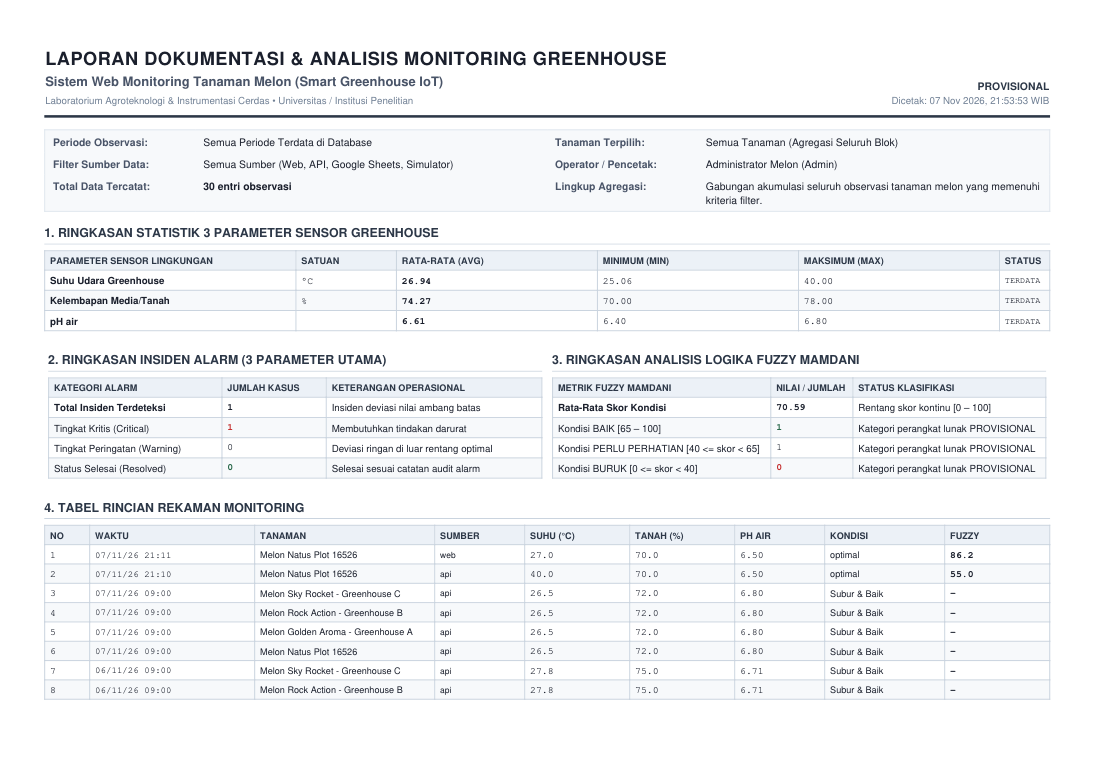 LAPORAN DOKUMENTASI & ANALISIS MONITORING GREENHOUSE
Sistem Web Monitoring Tanaman Melon (Smart Greenhouse IoT)
Laboratorium Agroteknologi & Instrumentasi Cerdas • Universitas / Institusi Penelitian
PROVISIONAL
Dicetak: 07 Nov 2026, 21:53:53 WIB
Periode Observasi: Semua Periode Terdata di Database Tanaman Terpilih: Semua Tanaman (Agregasi Seluruh Blok)
Filter Sumber Data: Semua Sumber (Web, API, Google Sheets, Simulator) Operator / Pencetak: Administrator Melon (Admin)
Total Data Tercatat: 30 entri observasi Lingkup Agregasi: Gabungan akumulasi seluruh observasi tanaman melon yang memenuhi
kriteria filter.
1. RINGKASAN STATISTIK 3 PARAMETER SENSOR GREENHOUSE
PARAMETER SENSOR LINGKUNGAN SATUAN RATA-RATA (AVG) MINIMUM (MIN) MAKSIMUM (MAX) STATUS
Suhu Udara Greenhouse °C 26.94 25.06 40.00 TERDATA
Kelembapan Media/Tanah % 74.27 70.00 78.00 TERDATA
pH air 6.61 6.40 6.80 TERDATA
2. RINGKASAN INSIDEN ALARM (3 PARAMETER UTAMA)
KATEGORI ALARM JUMLAH KASUS KETERANGAN OPERASIONAL
Total Insiden Terdeteksi 1 Insiden deviasi nilai ambang batas
Tingkat Kritis (Critical) 1 Membutuhkan tindakan darurat
Tingkat Peringatan (Warning) 0 Deviasi ringan di luar rentang optimal
Status Selesai (Resolved) 0 Selesai sesuai catatan audit alarm
3. RINGKASAN ANALISIS LOGIKA FUZZY MAMDANI
METRIK FUZZY MAMDANI NILAI / JUMLAH STATUS KLASIFIKASI
Rata-Rata Skor Kondisi 70.59 Rentang skor kontinu [0 – 100]
Kondisi BAIK [65 – 100] 1 Kategori perangkat lunak PROVISIONAL
Kondisi PERLU PERHATIAN [40 <= skor < 65] 1 Kategori perangkat lunak PROVISIONAL
Kondisi BURUK [0 <= skor < 40] 0 Kategori perangkat lunak PROVISIONAL
4. TABEL RINCIAN REKAMAN MONITORING
NO WAKTU TANAMAN SUMBER SUHU (°C) TANAH (%) PH AIR KONDISI FUZZY
1 07/11/26 21:11 Melon Natus Plot 16526 web 27.0 70.0 6.50 optimal 86.2
2 07/11/26 21:10 Melon Natus Plot 16526 api 40.0 70.0 6.50 optimal 55.0
3 07/11/26 09:00 Melon Sky Rocket - Greenhouse C api 26.5 72.0 6.80 Subur & Baik –
4 07/11/26 09:00 Melon Rock Action - Greenhouse B api 26.5 72.0 6.80 Subur & Baik –
5 07/11/26 09:00 Melon Golden Aroma - Greenhouse A api 26.5 72.0 6.80 Subur & Baik –
6 07/11/26 09:00 Melon Natus Plot 16526 api 26.5 72.0 6.80 Subur & Baik –
7 06/11/26 09:00 Melon Sky Rocket - Greenhouse C api 27.8 75.0 6.71 Subur & Baik –
8 06/11/26 09:00 Melon Rock Action - Greenhouse B api 27.8 75.0 6.71 Subur & Baik –